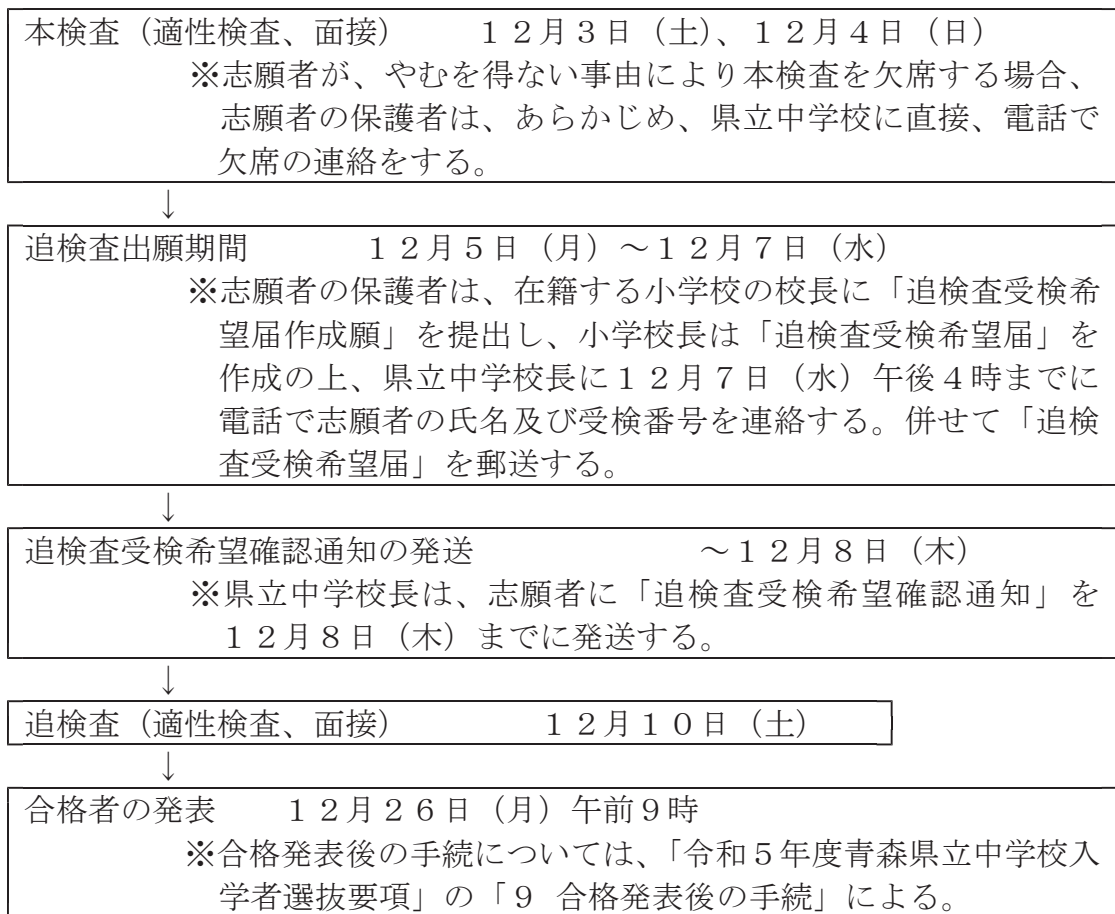 本検査（適性検査、面接）　　１２月３日（土）、１２月４日（日）
※志願者が、やむを得ない事由により本検査を欠席する場合、
志願者の保護者は、あらかじめ、県立中学校に直接、電話で
欠席の連絡をする。
↓
追検査出願期間　　　　１２月５日（月）～１２月７日（水）
※志願者の保護者は、在籍する小学校の校長に「追検査受検希
望届作成願」を提出し、小学校長は「追検査受検希望届」を
作成の上、県立中学校長に１２月７日（水）午後４時までに
電話で志願者の氏名及び受検番号を連絡する。併せて「追検
査受検希望届」を郵送する。
↓
追検査受検希望確認通知の発送　　　　　　～１２月８日（木）
※県立中学校長は、志願者に「追検査受検希望確認通知」を
１２月８日（木）までに発送する。
↓
追検査（適性検査、面接）　　　　１２月１０日（土）
↓
合格者の発表　　１２月２６日（月）午前９時
※合格発表後の手続については、「令和５年度青森県立中学校入
学者選抜要項」の「９ 合格発表後の手続」による。